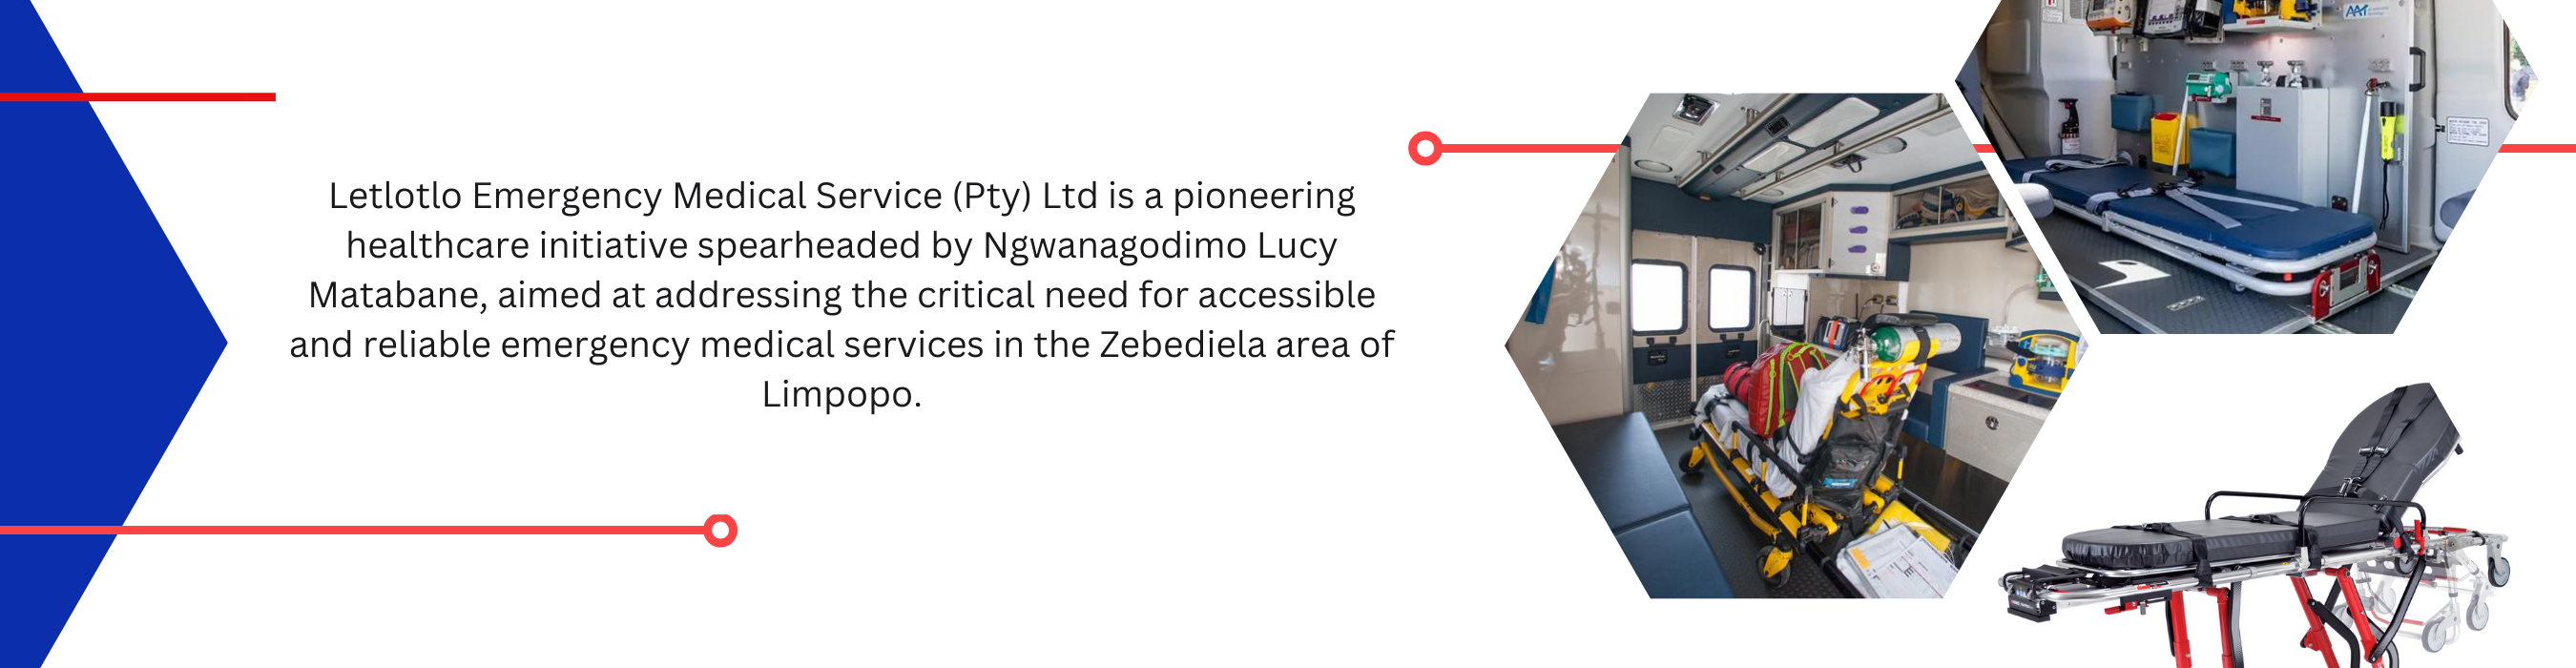 Letlotlo Emergency Medical Service (Pty) Ltd is a pioneering
healthcare initiative spearheaded by Ngwanagodimo Lucy
Matabane, aimed at addressing the critical need for accessible
and reliable emergency medical services in the Zebediela area of
Limpopo.
AAT